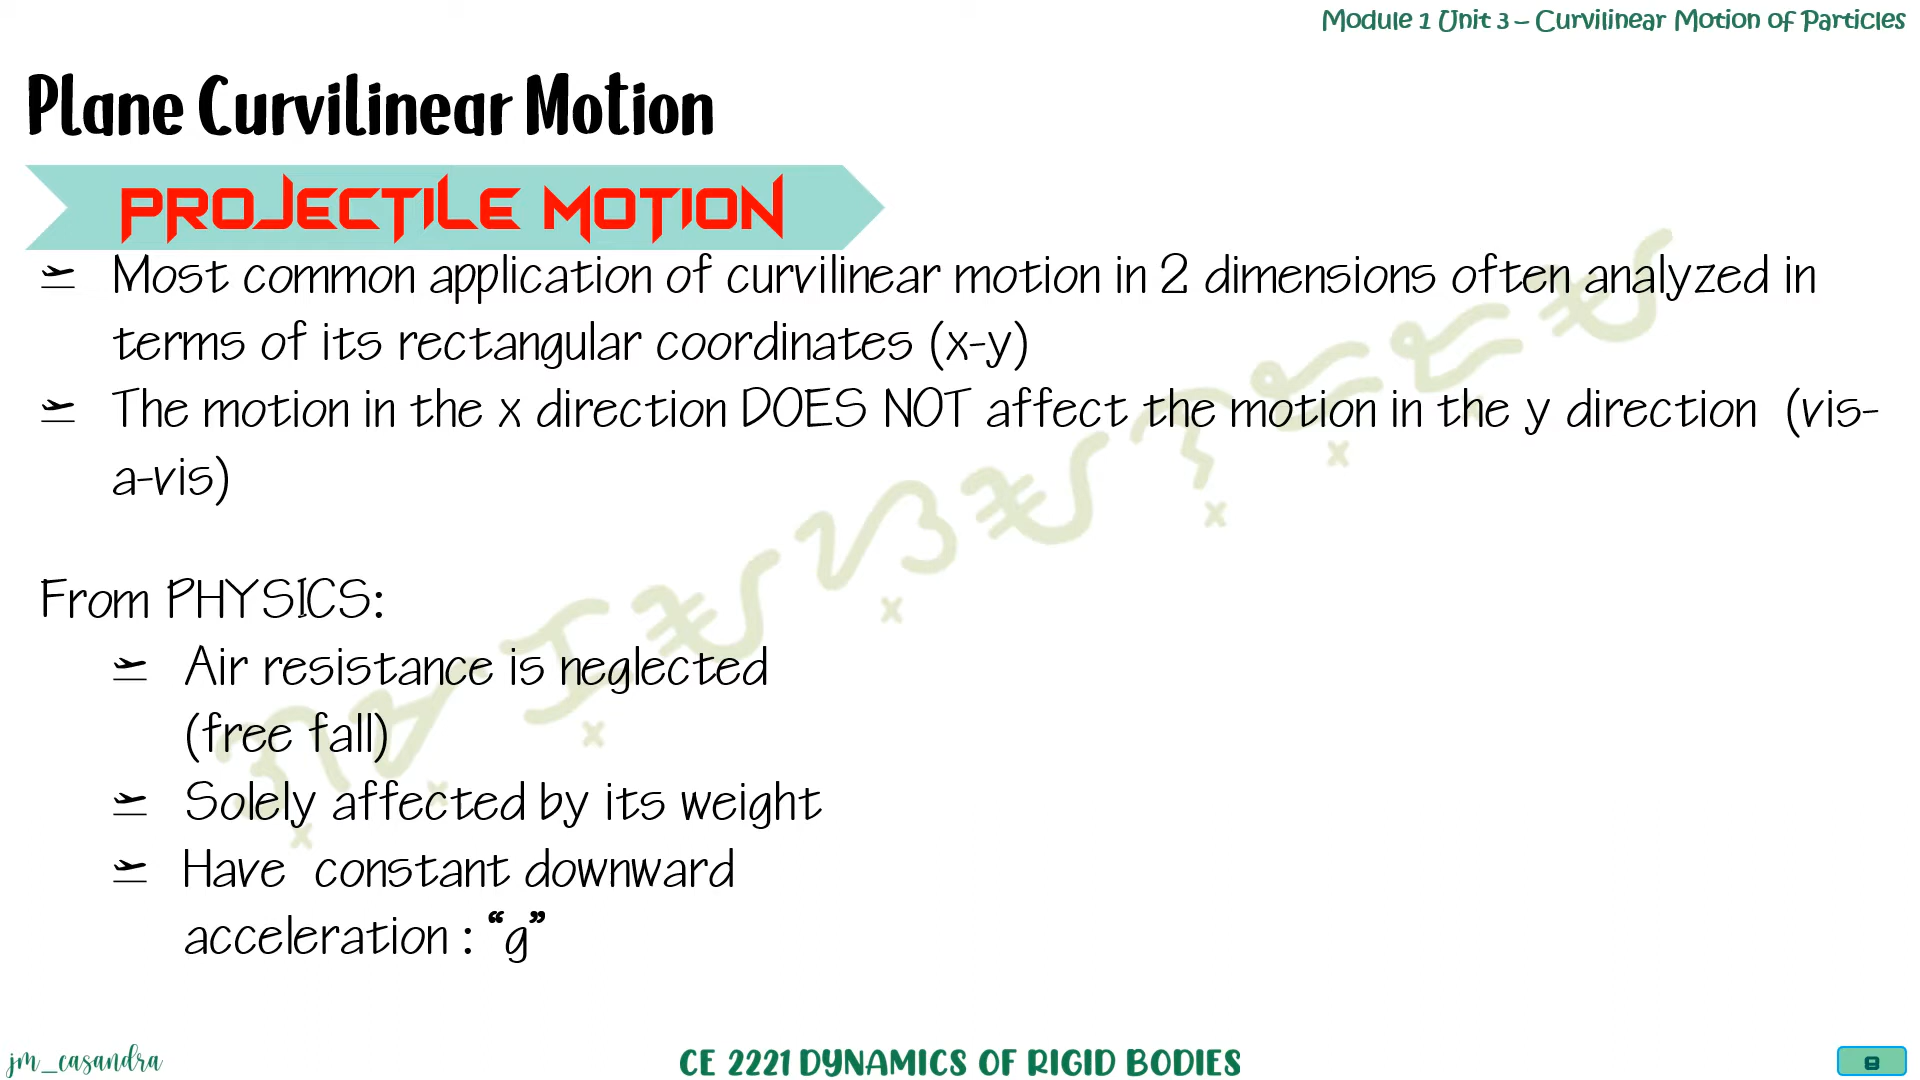 Module 1 Unit 3 – Curvilinear Motion of Particles
Plane Curvilinear Motion
PROJECTILE MOTION
Most common application of curvilinear motion in 2 dimensions often analyzed in
terms of its rectangular coordinates (x-y)
The motion in the x direction DOES NOT affect the motion in the y direction (vis-
a-vis)
From PHYSICS:
Air resistance is neglected
(free fall)
Solely affected by its weight
Have constant downward
acceleration : “g”
jm_casandra
CE 2221 DYNAMICS OF RIGID BODIES
8